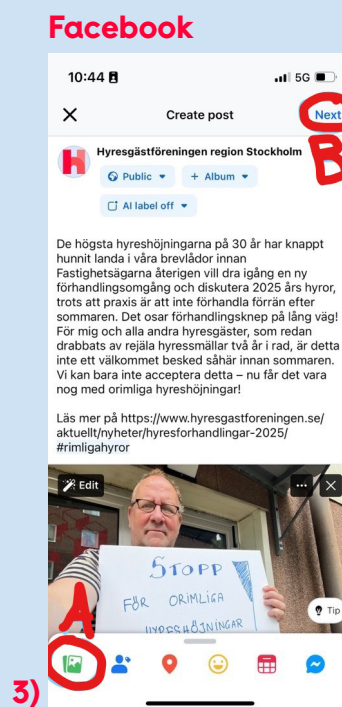 Facebook
10:44
5G
Create post
Next
B
Hyresgästföreningen region Stockholm
Public
+ Album
AI label off
De högsta hyreshöjningarna på 30 år har knappt
hunnit landa i våra brevlådor innan
Fastighetsägarna återigen vill dra igång en ny
förhandlingsomgång och diskutera 2025 års hyror,
trots att praxis är att inte förhandla förrän efter
sommaren. Det osar förhandlingsknep på lång väg!
För mig och alla andra hyresgäster, som redan
drabbats av rejäla hyressmällar två år i rad, är detta
inte ett välkommet besked såhär innan sommaren.
Vi kan bara inte acceptera detta – nu får det vara
nog med orimliga hyreshöjningar!
Läs mer på https://www.hyresgastforeningen.se/
aktuellt/nyheter/hyresforhandlingar-2025/
#rimligahyror
Edit
STOPP
FÖR ORIMLIGA
HYRESHÖJNINGAR
Tip
A
3)